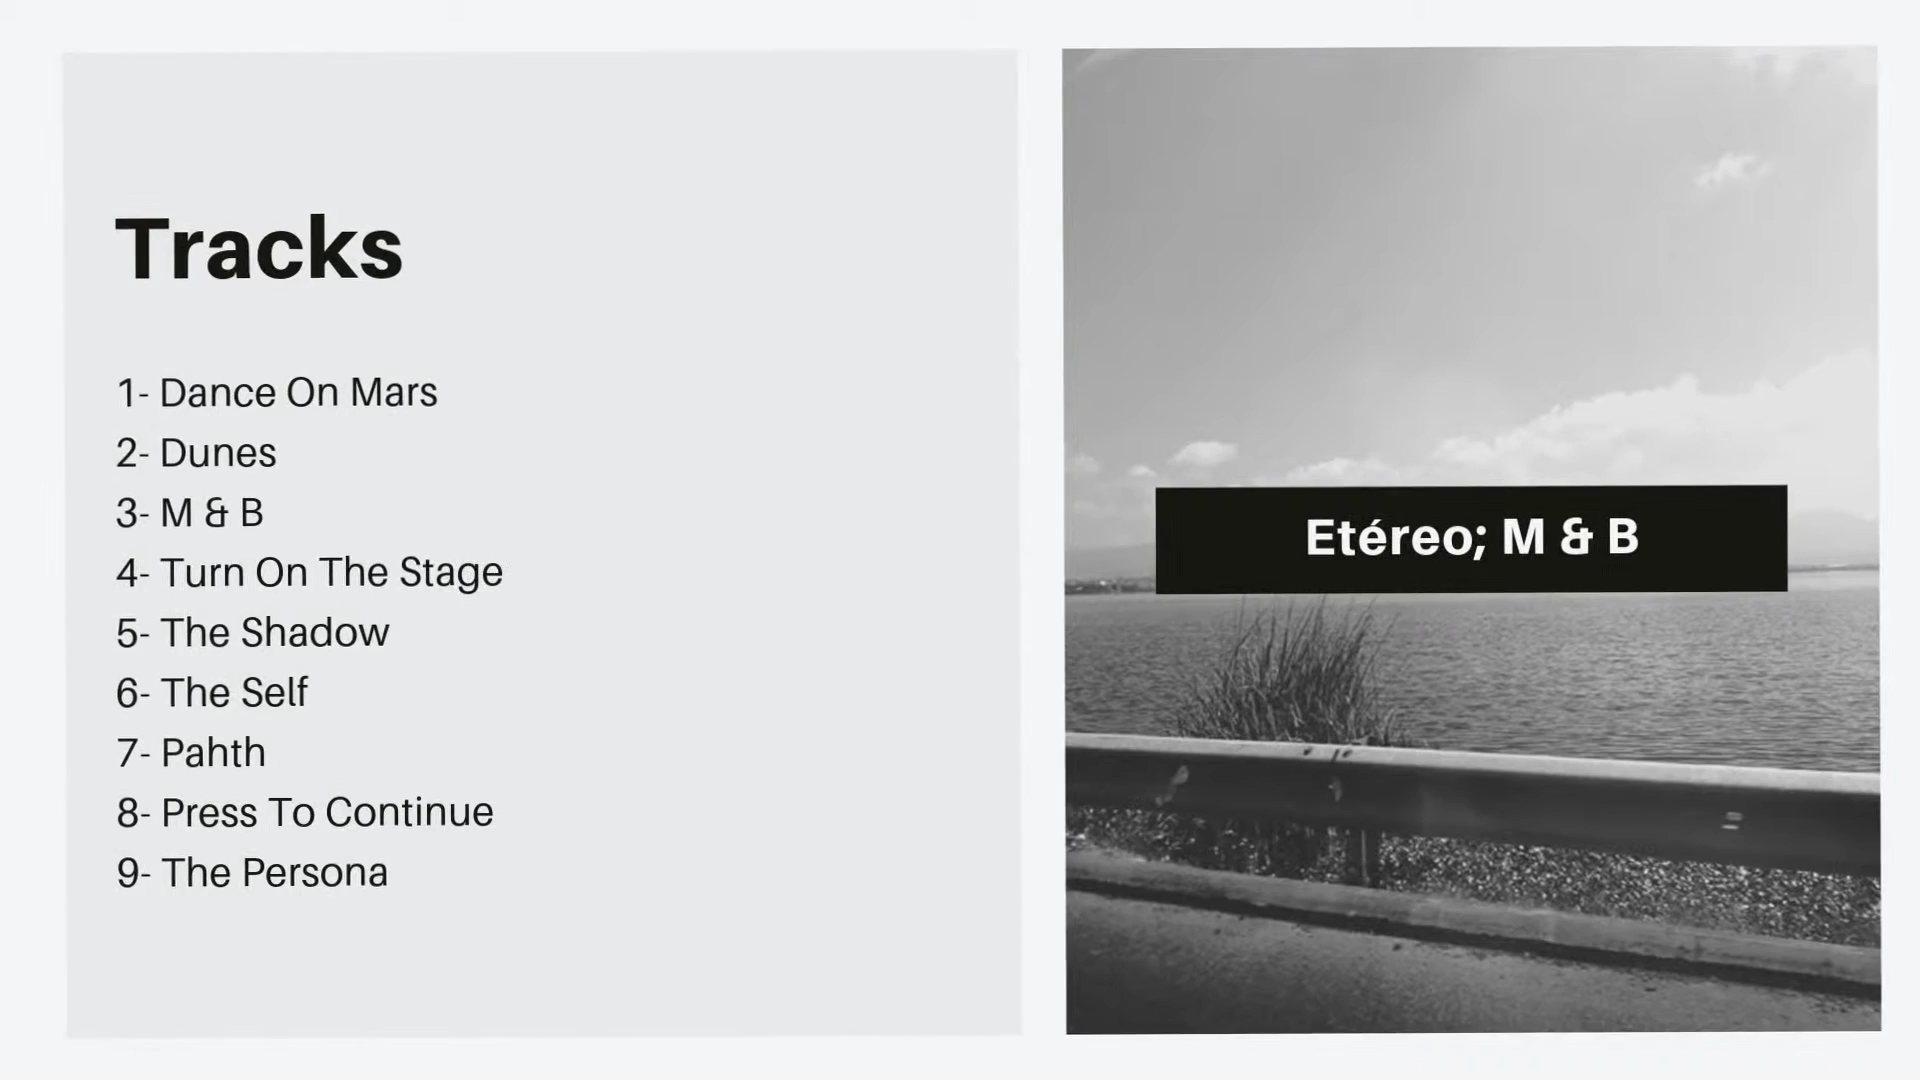 Tracks
1- Dance On Mars
2- Dunes
3- M & B
4- Turn On The Stage
5- The Shadow
6- The Self
7- Pahth
8- Press To Continue
9- The Persona
Etéreo; M & B